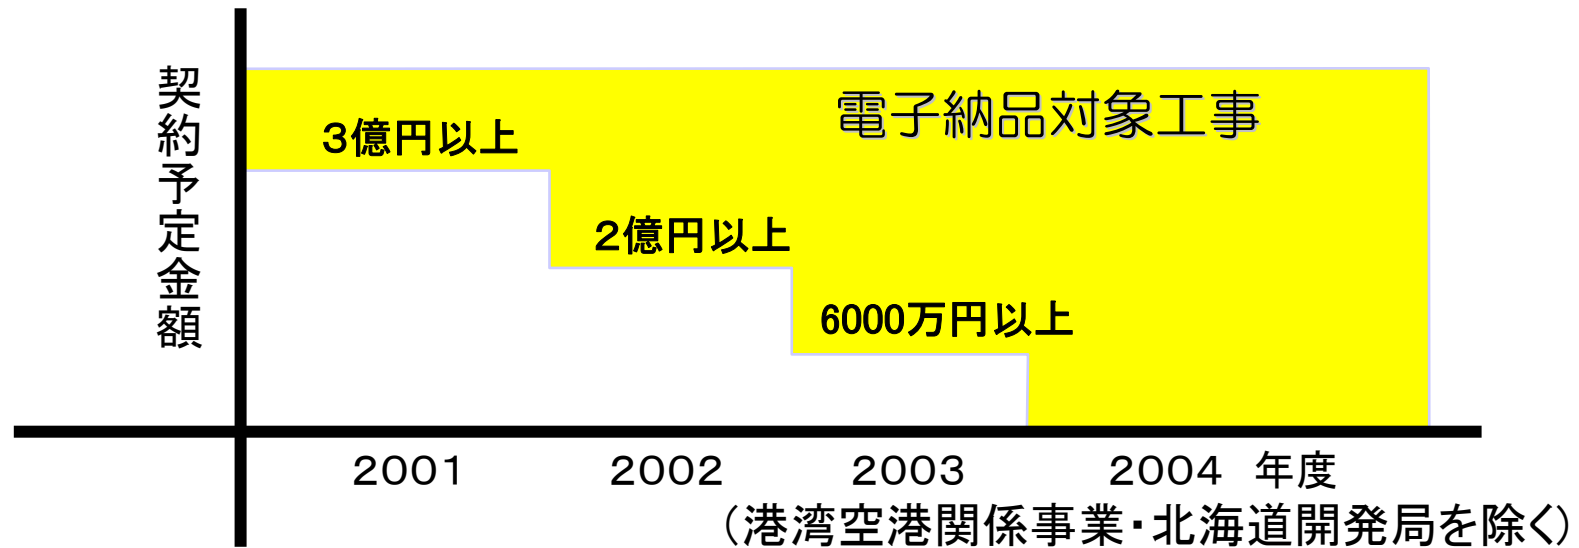 契約予定金額
電子納品対象工事
３億円以上
２億円以上
6000万円以上
２００１ ２００２ ２００３ ２００４ 年度
（港湾空港関係事業・北海道開発局を除く）